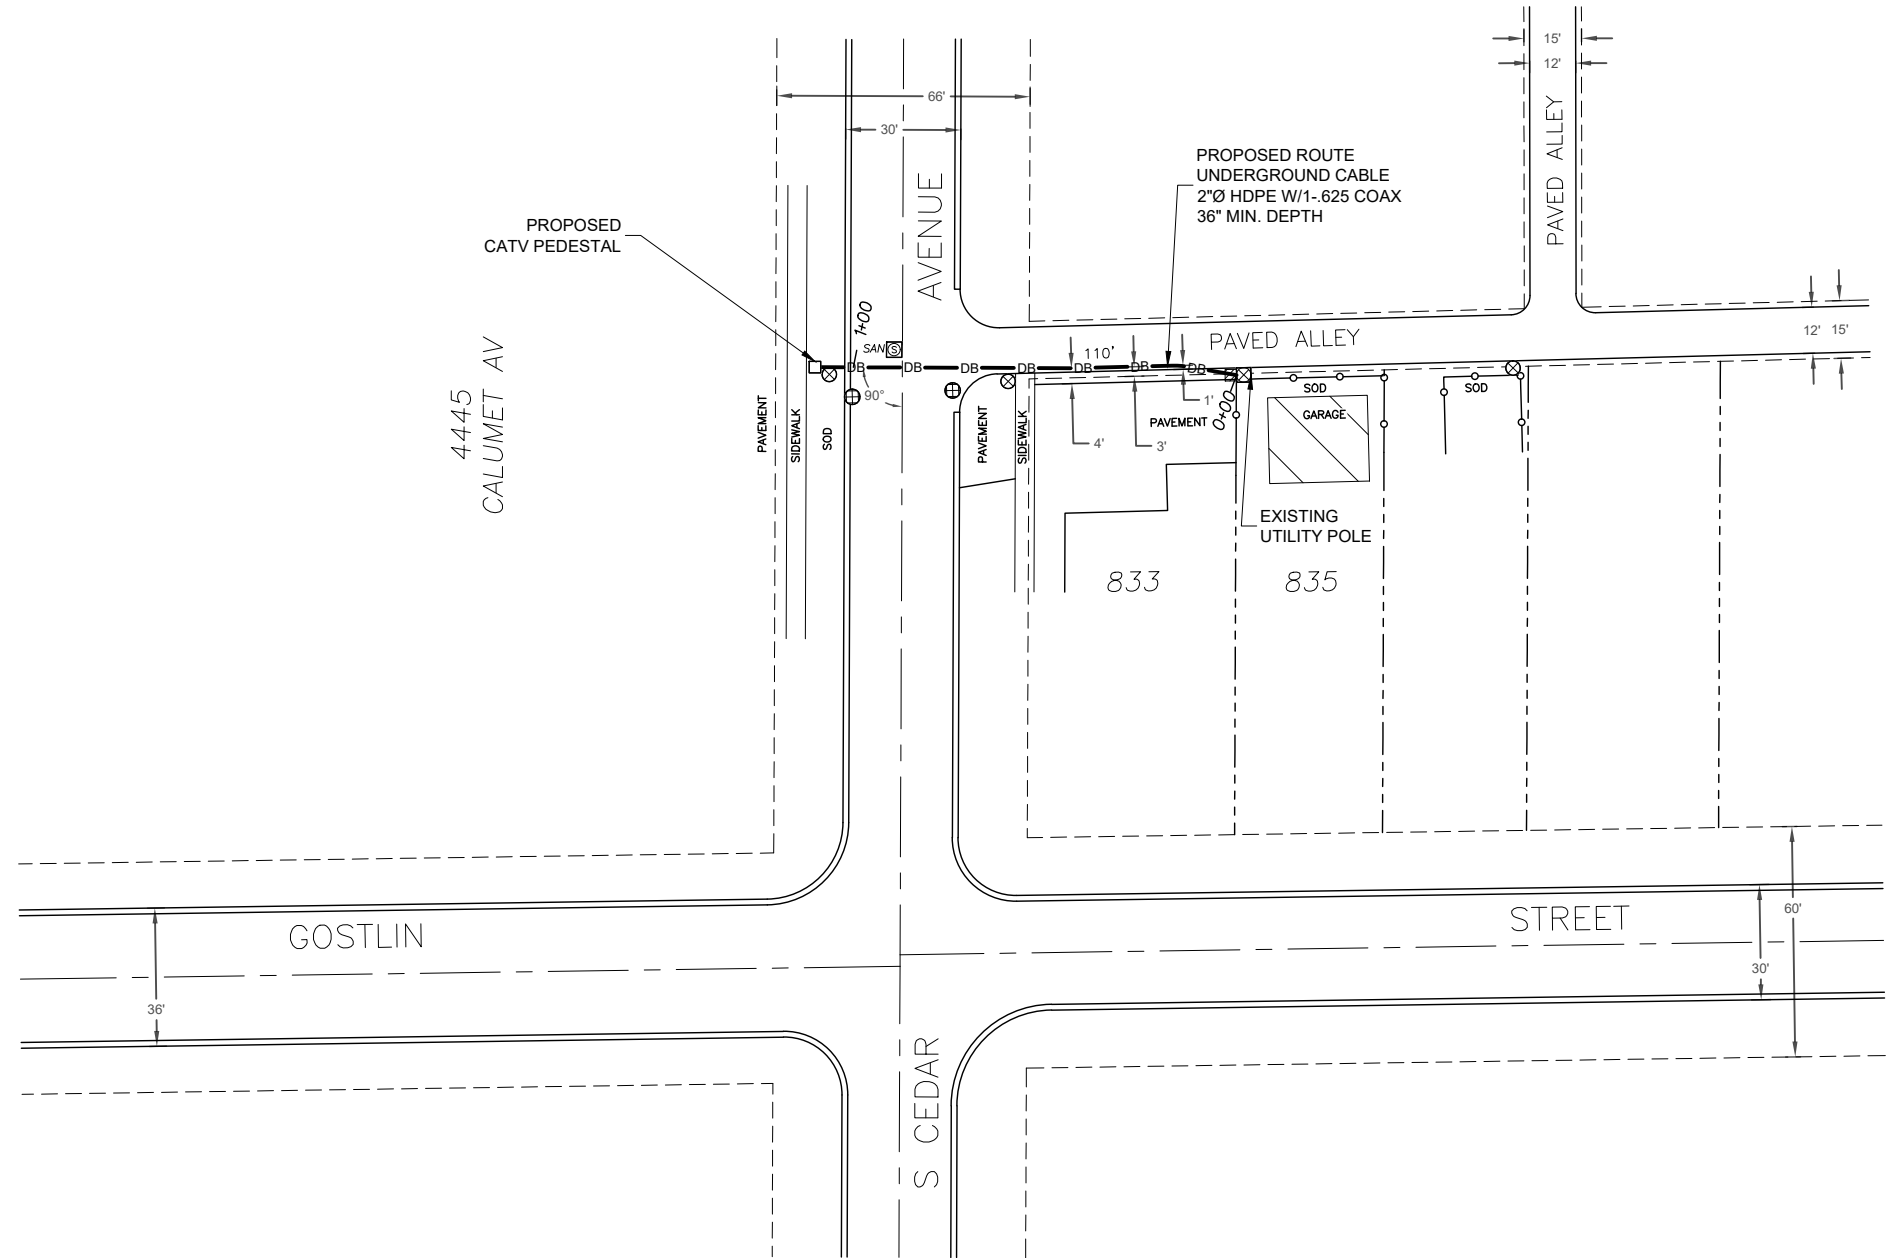 15'
12'
66'
30'
PAVED ALLEY
AVENUE
PROPOSED ROUTE
UNDERGROUND CABLE
2"Ø HDPE W/1-.625 COAX
36" MIN. DEPTH
PROPOSED
CATV PEDESTAL
1+00
SAN S
PAVED ALLEY
12' 15'
110'
DB DB DB DB DB DB DB
90°
4445
CALUMET AV
PAVEMENT
SIDEWALK
SOD
PAVEMENT
SIDEWALK
4'
3'
1'
PAVEMENT
0+00
SOD
GARAGE
SOD
EXISTING
UTILITY POLE
833
835
GOSTLIN
STREET
36'
30'
60'
S CEDAR